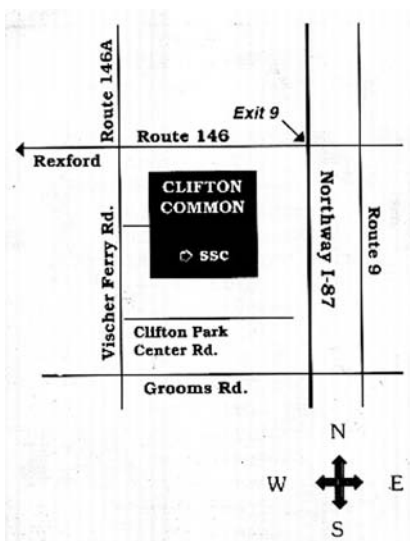 Route 146A
Exit 9
Route 146
Rexford
CLIFTON
COMMON
SSC
Vischer Ferry Rd.
Northway I-87
Route 9
Clifton Park
Center Rd.
Grooms Rd.
N
W
E
S